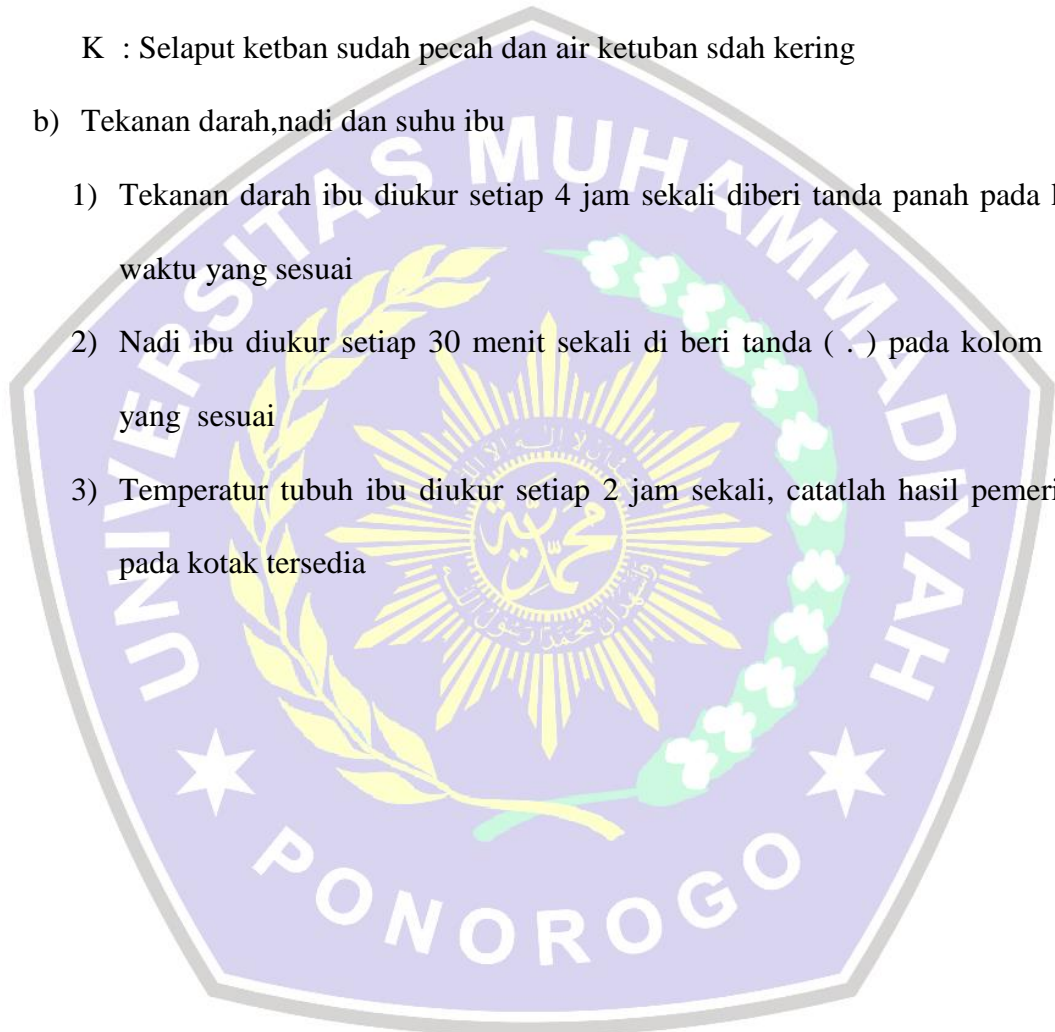 K : Selaput ketban sudah pecah dan air ketuban sdah kering
b) Tekanan darah,nadi dan suhu ibu
1) Tekanan darah ibu diukur setiap 4 jam sekali diberi tanda panah pada
waktu yang sesuai
2) Nadi ibu diukur setiap 30 menit sekali di beri tanda ( . ) pada kolom
yang sesuai
3) Temperatur tubuh ibu diukur setiap 2 jam sekali, catatlah hasil pemeri
pada kotak tersedia
UNIVERSITAS MUHAMMADIYAH
PONOROGO
محمدية